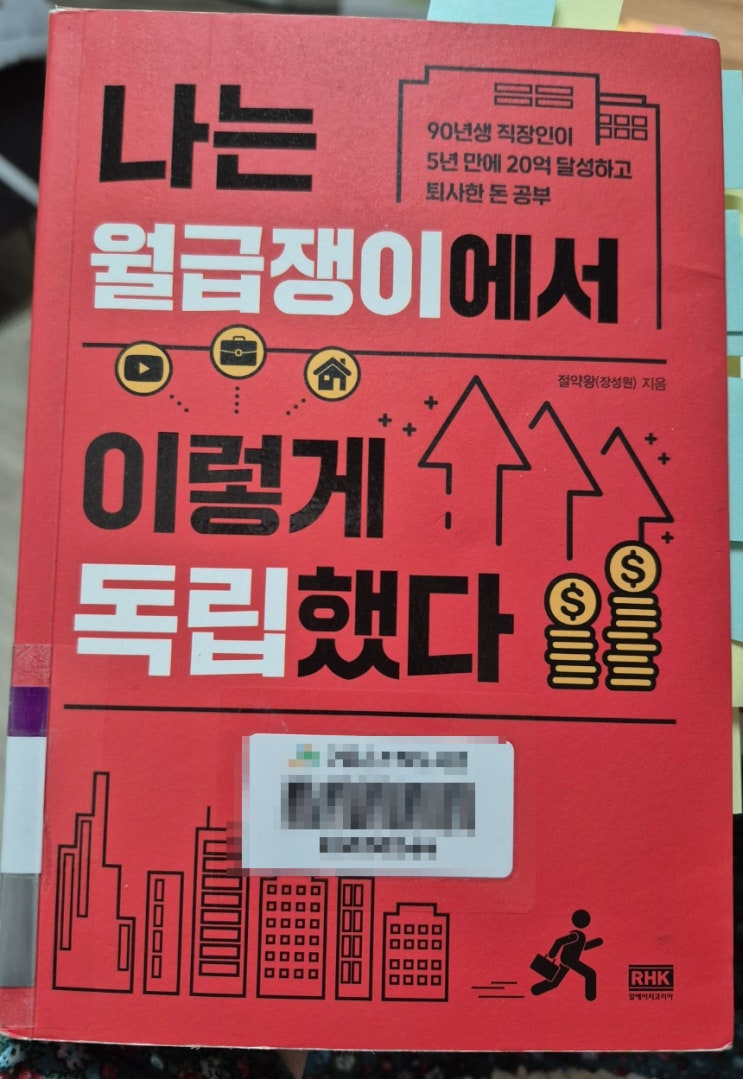 나는
90년생 직장인이
5년 만에 20억 달성하고
퇴사한 돈 공부
월급쟁이에서
절약왕(장성원) 지음
이렇게
독립했다
RHK
알에이치코리아